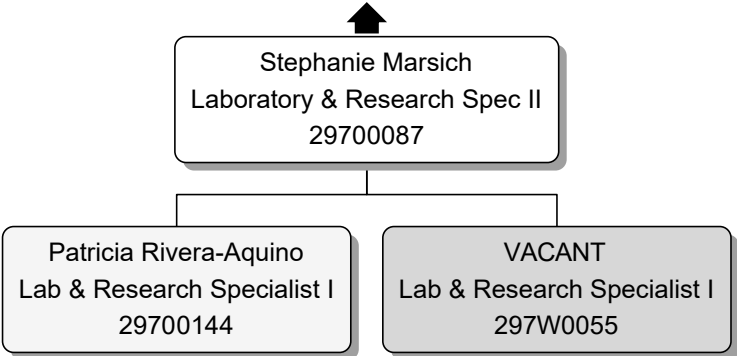 Stephanie Marsich
Laboratory & Research Spec II
29700087
Patricia Rivera-Aquino
Lab & Research Specialist I
29700144
VACANT
Lab & Research Specialist I
297W0055